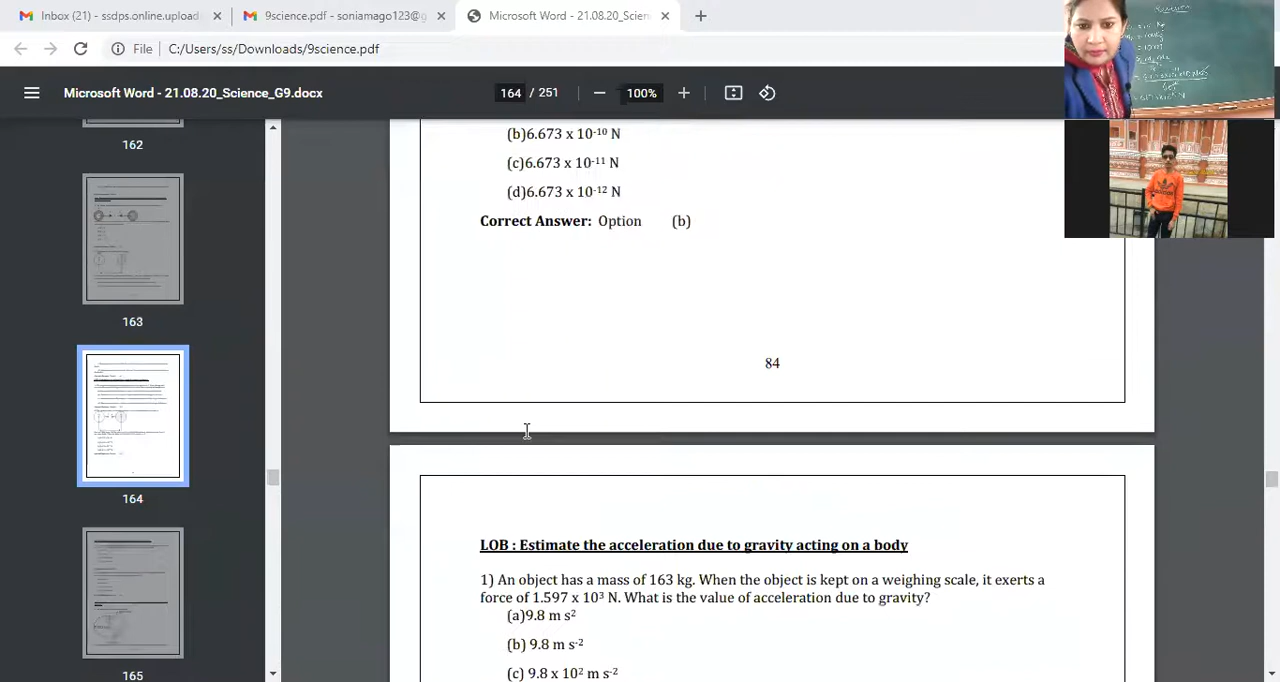 Inbox (21) - ssdps.online.upload
9science.pdf - soniamago123@g
Microsoft Word - 21.08.20_Scien
File
C:/Users/ss/Downloads/9science.pdf
Microsoft Word - 21.08.20_Science_G9.docx
164 / 251
100%
162
163
164
165
(b)6.673 x 10-10 N
(c)6.673 x 10-11 N
(d)6.673 x 10-12 N
Correct Answer: Option (b)
84
LOB : Estimate the acceleration due to gravity acting on a body
1) An object has a mass of 163 kg. When the object is kept on a weighing scale, it exerts a
force of 1.597 x 10³ N. What is the value of acceleration due to gravity?
(a)9.8 m s²
(b) 9.8 m s-2
(c) 9.8 x 10² m s-2